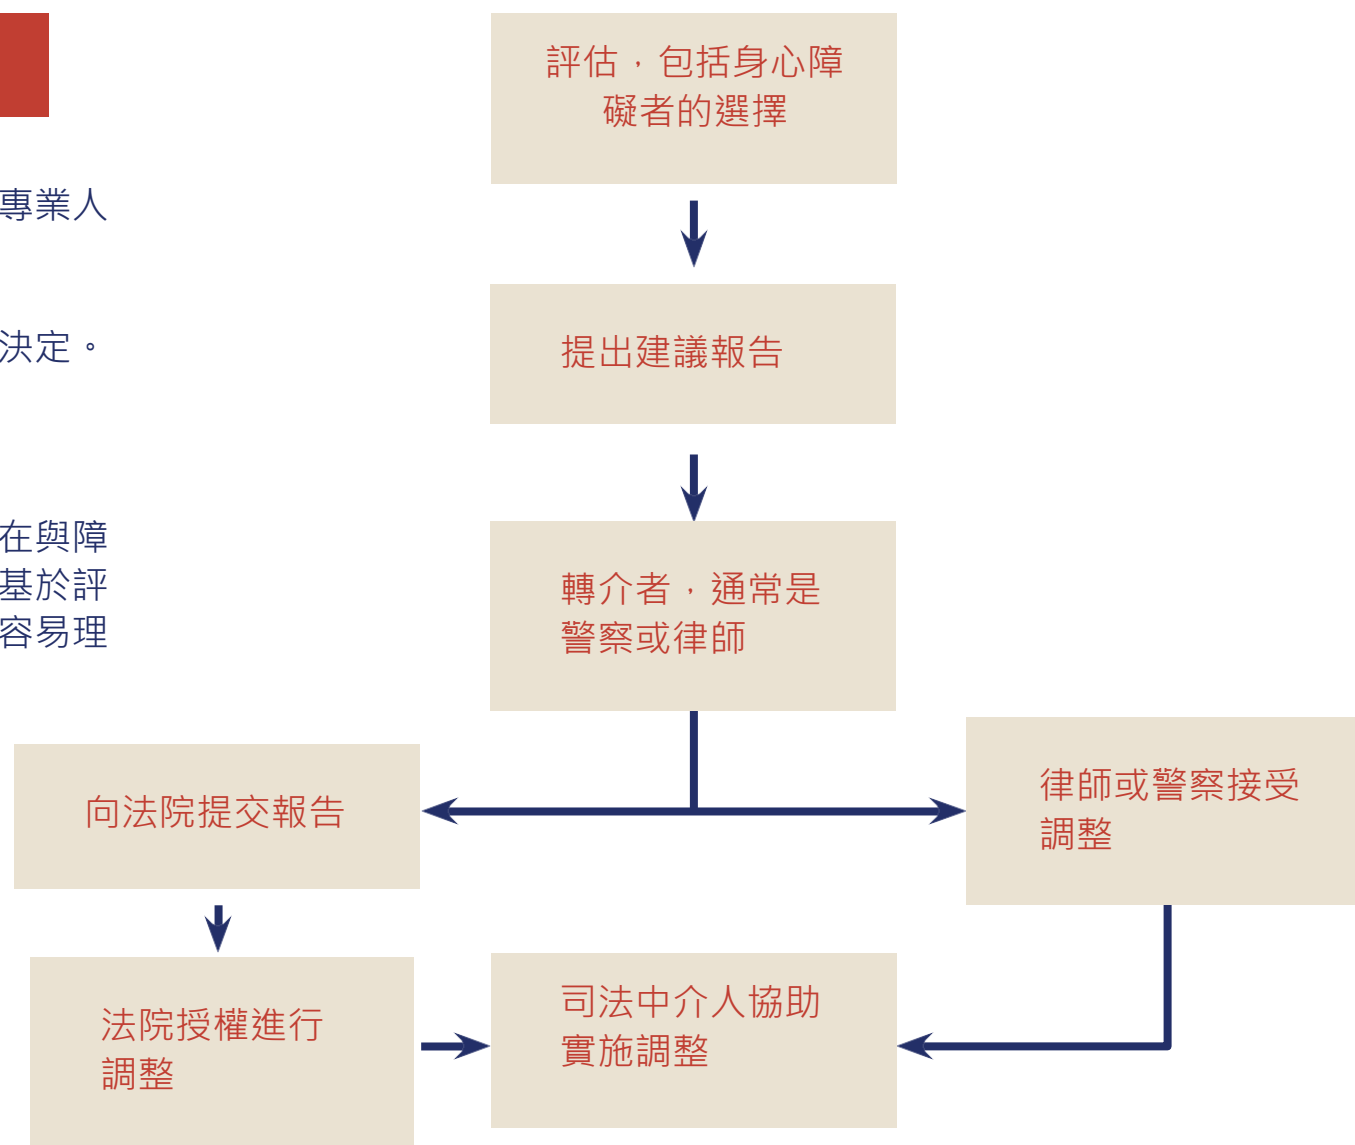 專業人
決定。
在與障
基於評
容易理
評估，包括身心障
礙者的選擇
提出建議報告
轉介者，通常是
警察或律師
向法院提交報告
律師或警察接受
調整
法院授權進行
調整
司法中介人協助
實施調整